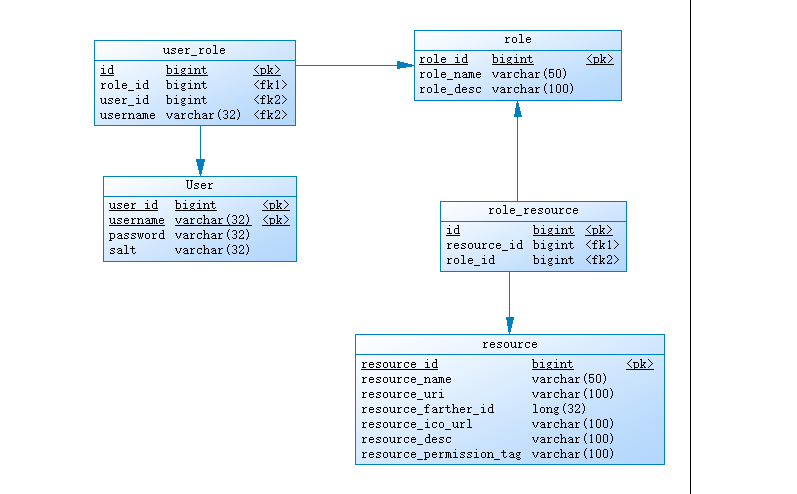 user_role
id bigint <pk>
role_id bigint <fk1>
user_id bigint <fk2>
username varchar(32) <fk2>
role
role_id bigint <pk>
role_name varchar(50)
role_desc varchar(100)
User
user_id bigint <pk>
username varchar(32) <pk>
password varchar(32)
salt varchar(32)
role_resource
id bigint <pk>
resource_id bigint <fk1>
role_id bigint <fk2>
resource
resource_id bigint <pk>
resource_name varchar(50)
resource_uri varchar(100)
resource_farther_id long(32)
resource_ico_url varchar(100)
resource_desc varchar(100)
resource_permission_tag varchar(100)